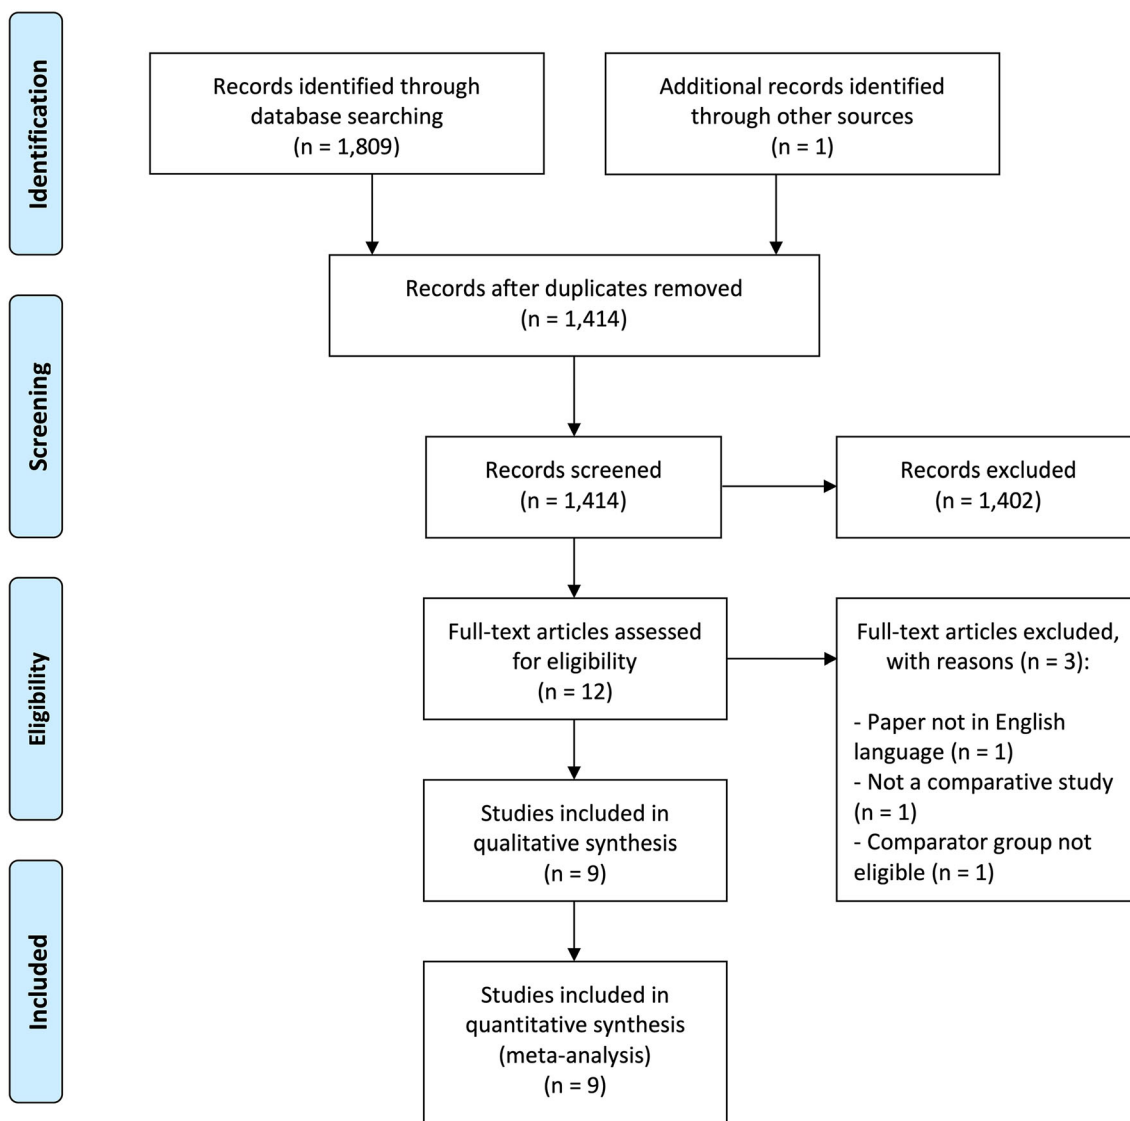 Identification
Records identified through
database searching
(n = 1,809)
Additional records identified
through other sources
(n = 1)
Records after duplicates removed
(n = 1,414)
Screening
Records screened
(n = 1,414)
Records excluded
(n = 1,402)
Eligibility
Full-text articles assessed
for eligibility
(n = 12)
Full-text articles excluded,
with reasons (n = 3):
- Paper not in English
language (n = 1)
- Not a comparative study
(n = 1)
- Comparator group not
eligible (n = 1)
Studies included in
qualitative synthesis
(n = 9)
Included
Studies included in
quantitative synthesis
(meta-analysis)
(n = 9)